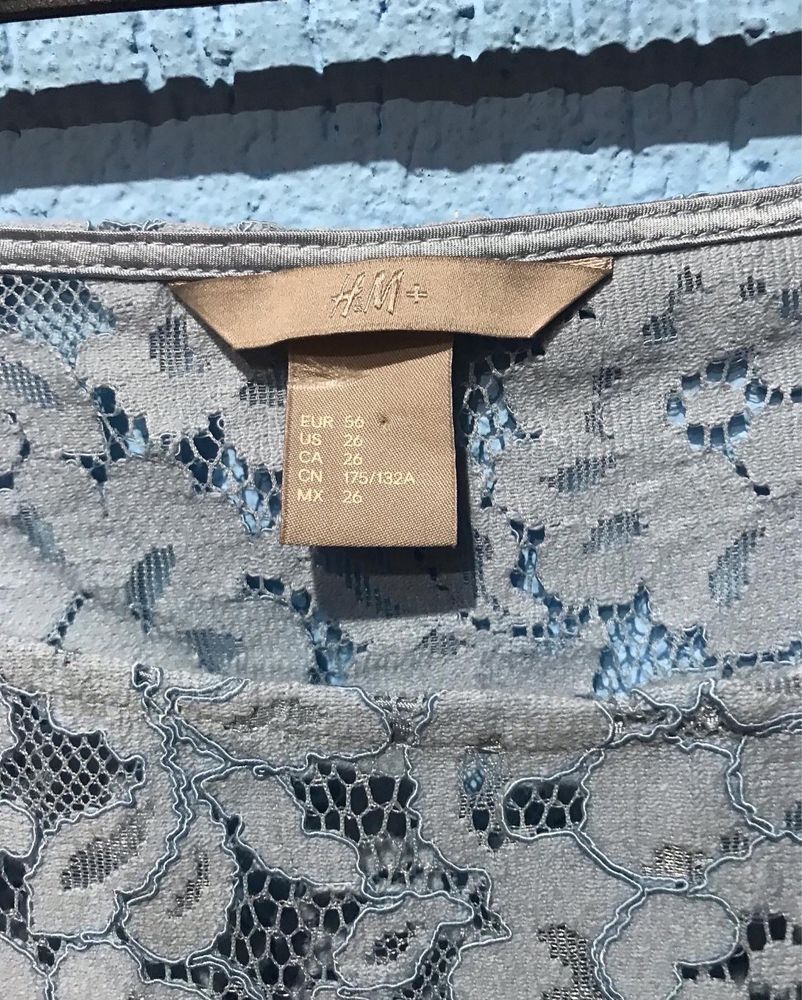 H&M+
EUR 56
US 26
CA 26
CN 175/132A
MX 26